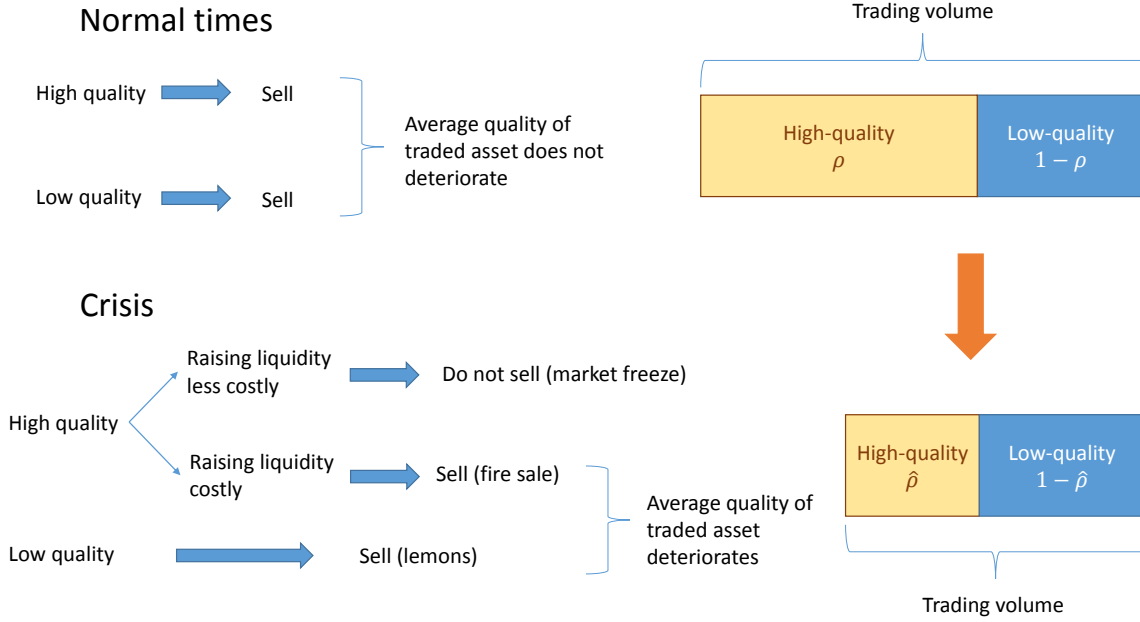 Normal times
Trading volume
High quality
Sell
Average quality of
traded asset does not
deteriorate
Low quality
Sell
High-quality
ρ
Low-quality
1 − ρ
Crisis
High quality
Raising liquidity
less costly
Do not sell (market freeze)
Raising liquidity
costly
Sell (fire sale)
Low quality
Sell (lemons)
Average quality of
traded asset
deteriorates
High-quality
ρ̂
Low-quality
1 − ρ̂
Trading volume